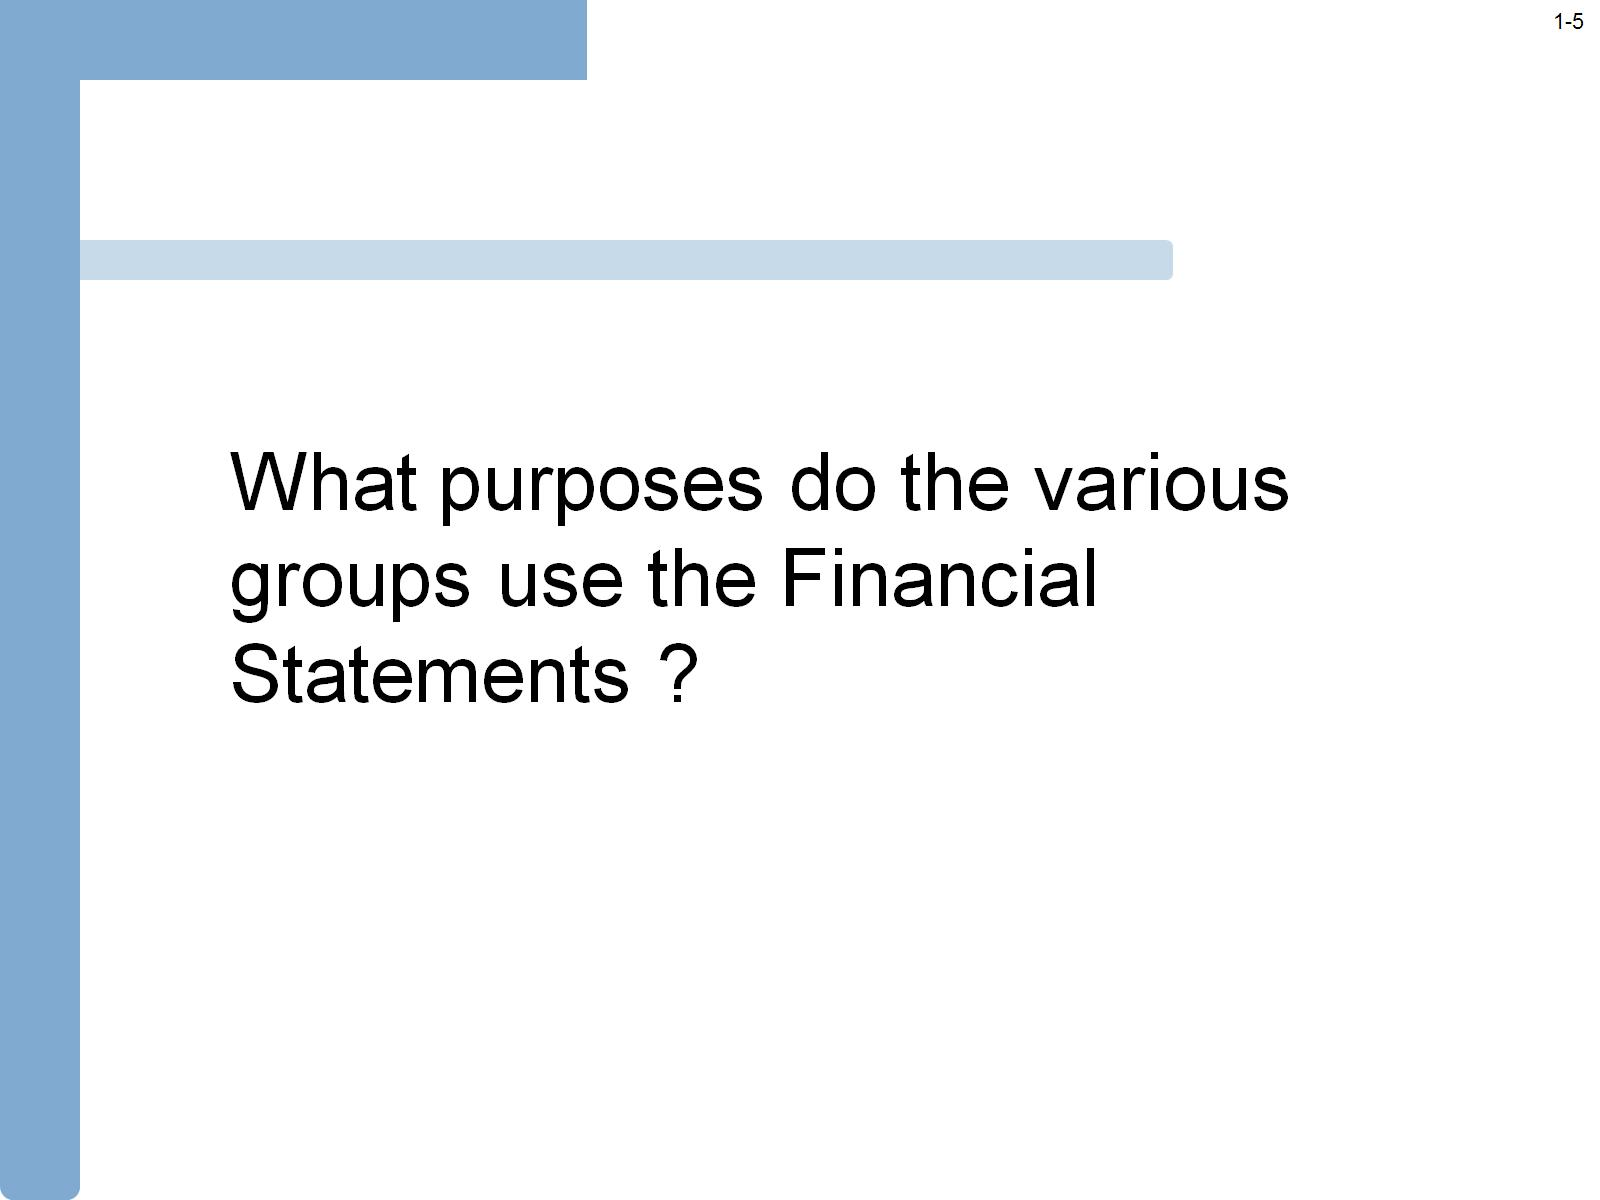 1-5
What purposes do the various
groups use the Financial
Statements ?